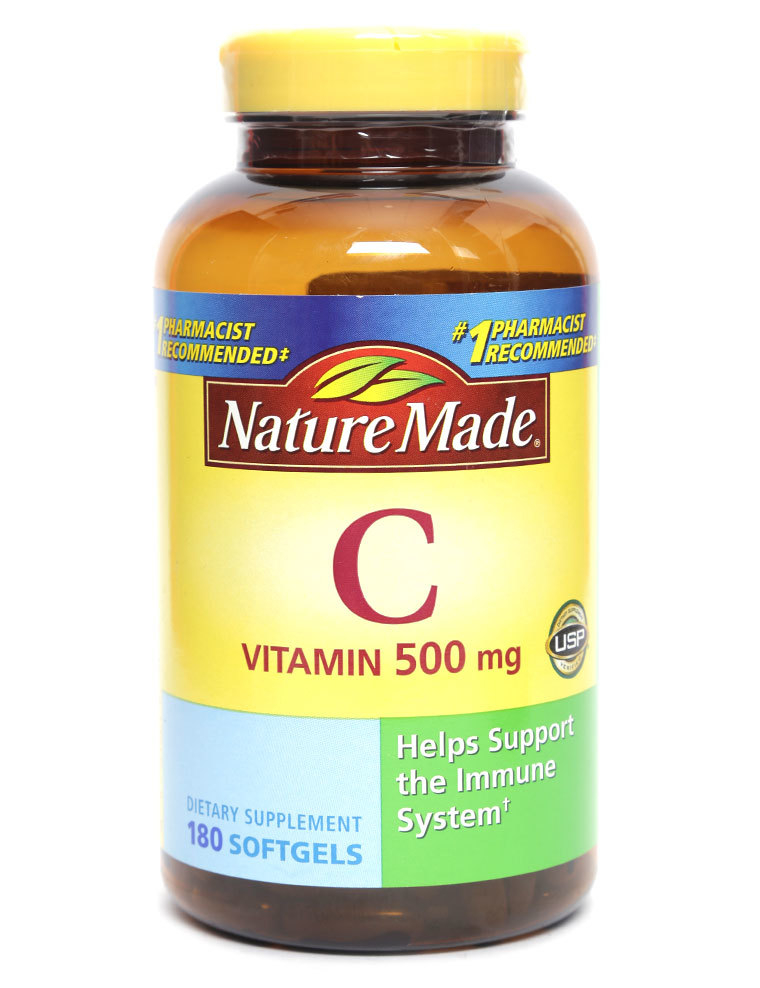 #1 PHARMACIST
RECOMMENDED‡
#1 PHARMACIST
RECOMMENDED‡
Nature Made®
C
VITAMIN 500 mg
USP
Helps Support
the Immune
System†
DIETARY SUPPLEMENT
180 SOFTGELS